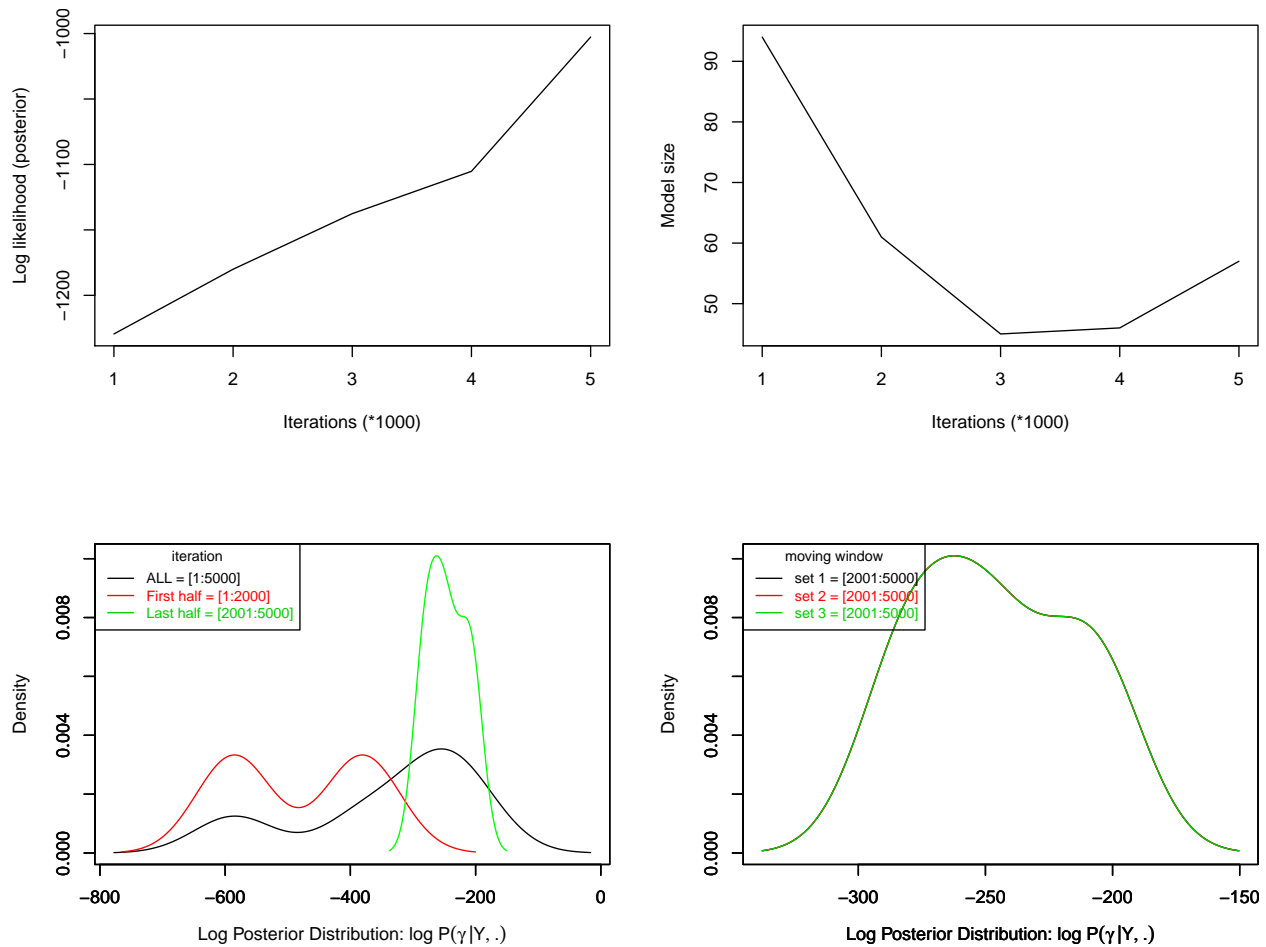 −1000
−1100
−1200
Log likelihood (posterior)
1 2 3 4 5
Iterations (*1000)
90
80
70
60
50
Model size
1 2 3 4 5
Iterations (*1000)
iteration
ALL = [1:5000]
First half = [1:2000]
Last half = [2001:5000]
0.008
0.004
0.000
Density
−800 −600 −400 −200 0
Log Posterior Distribution: log P(γ|Y, .)
moving window
set 1 = [2001:5000]
set 2 = [2001:5000]
set 3 = [2001:5000]
0.008
0.004
0.000
Density
−300 −250 −200 −150
Log Posterior Distribution: log P(γ|Y, .)